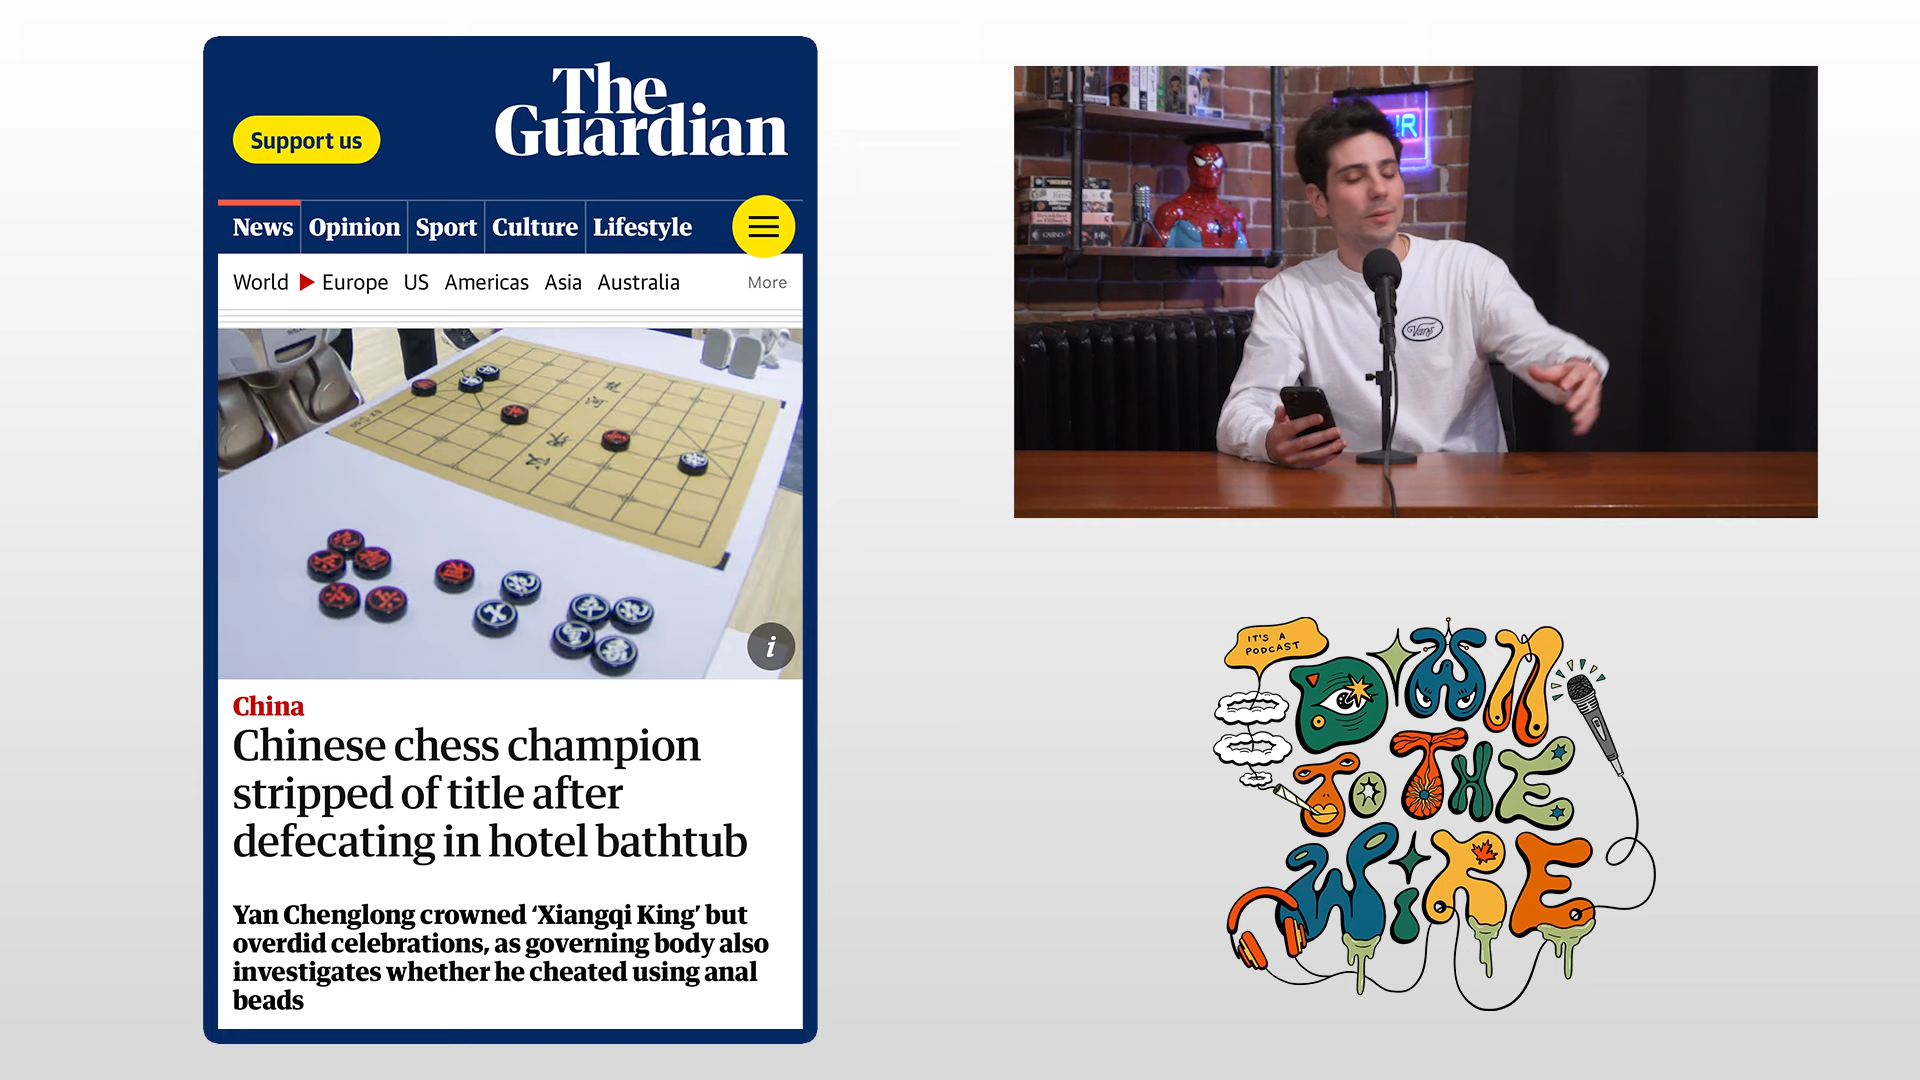 The
Guardian
Support us
News
Opinion
Sport
Culture
Lifestyle
World
Europe
US
Americas
Asia
Australia
More
i
China
Chinese chess champion
stripped of title after
defecating in hotel bathtub
Yan Chenglong crowned ‘Xiangqi King’ but
overdid celebrations, as governing body also
investigates whether he cheated using anal
beads
Vans
IT'S A
PODCAST
DOWN
TO THE
WIRE